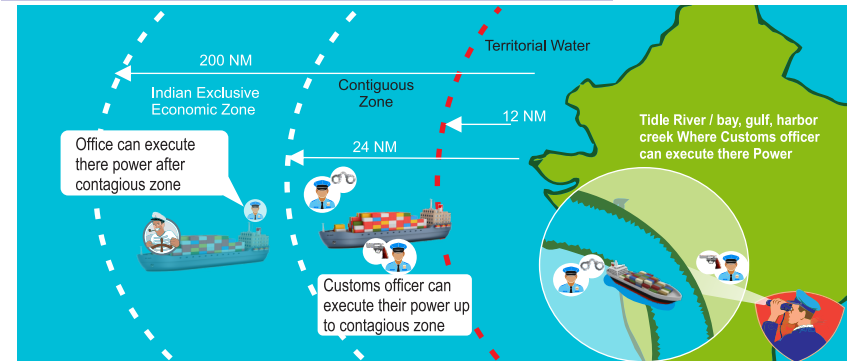 Territorial Water
200 NM
Indian Exclusive
Economic Zone
Contiguous
Zone
12 NM
24 NM
Tidle River / bay, gulf, harbor
creek Where Customs officer
can execute there Power
Office can execute
there power after
contagious zone
Customs officer can
execute their power up
to contagious zone